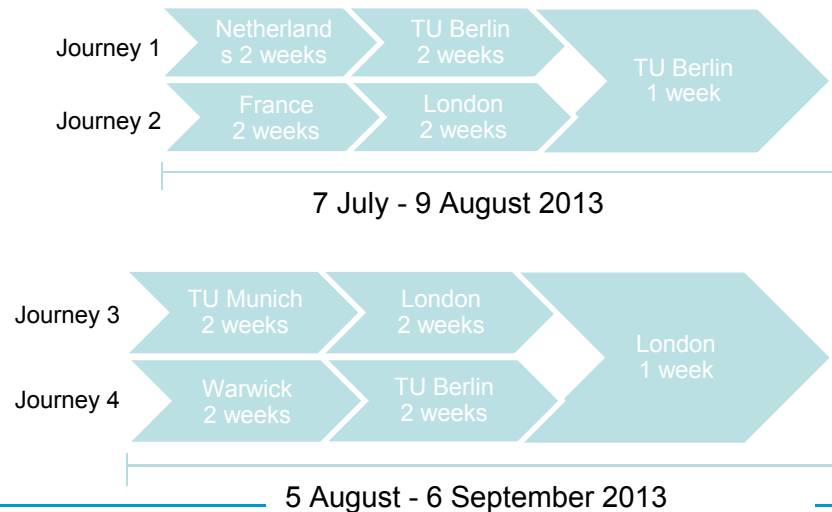 Journey 1
Netherland
s 2 weeks
TU Berlin
2 weeks
TU Berlin
1 week
Journey 2
France
2 weeks
London
2 weeks
7 July - 9 August 2013
Journey 3
TU Munich
2 weeks
London
2 weeks
London
1 week
Journey 4
Warwick
2 weeks
TU Berlin
2 weeks
5 August - 6 September 2013